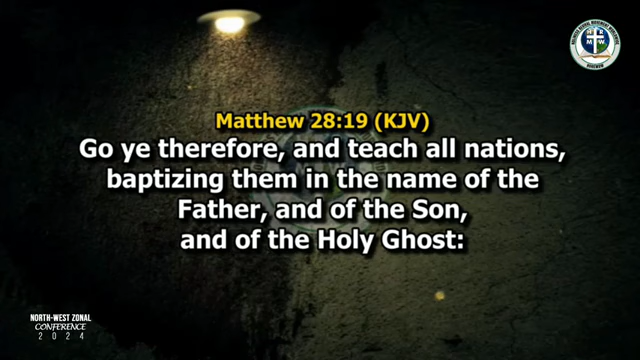 Matthew 28:19 (KJV)
Go ye therefore, and teach all nations,
baptizing them in the name of the
Father, and of the Son,
and of the Holy Ghost:
NORTH-WEST ZONAL
CONFERENCE
2024
M W